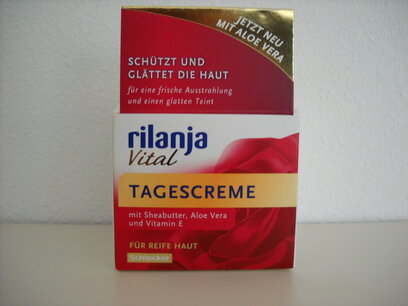 JETZT NEU
MIT ALOE VERA
SCHÜTZT UND
GLÄTTET DIE HAUT
für eine frische Ausstrahlung
und einen glatten Teint
rilanja
Vital
TAGESCREME
mit Sheabutter, Aloe Vera
und Vitamin E
FÜR REIFE HAUT
Schlecker